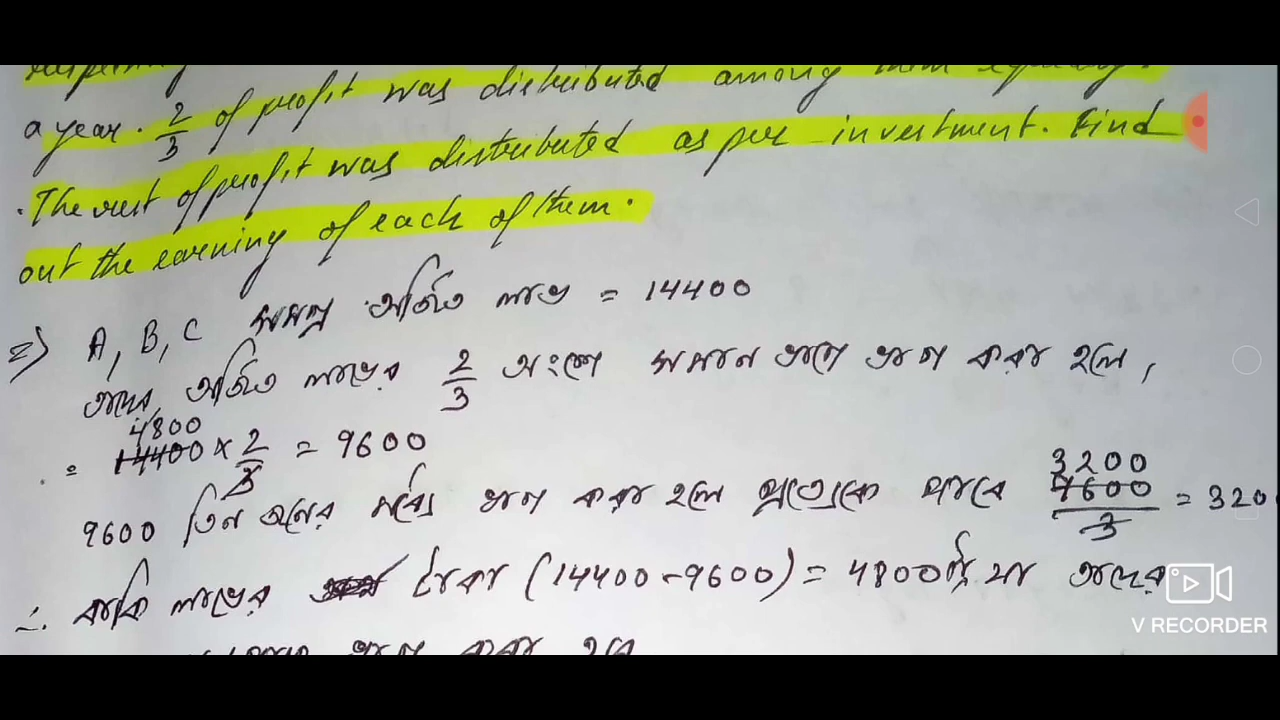 a year. 2/3 of profit was distributed among them equally.
. The rest of profit was distributed as per investment. Find
out the earning of each of them.
=> A, B, C অর্জিত লাভ = 14400
তাদের অর্জিত লাভের 2/3 অংশ সমান ভাগে ভাগ করা হলে,
4800
= 14400 × 2/3 = 9600
3200
9600 তিন জনের মধ্যে ভাগ করা হলে প্রত্যেকে পাবে 9600/3 = 320
∴ বাকি লাভের টাকা (14400-9600) = 4800 যা তাদের
ভাগ করা হবে
V RECORDER